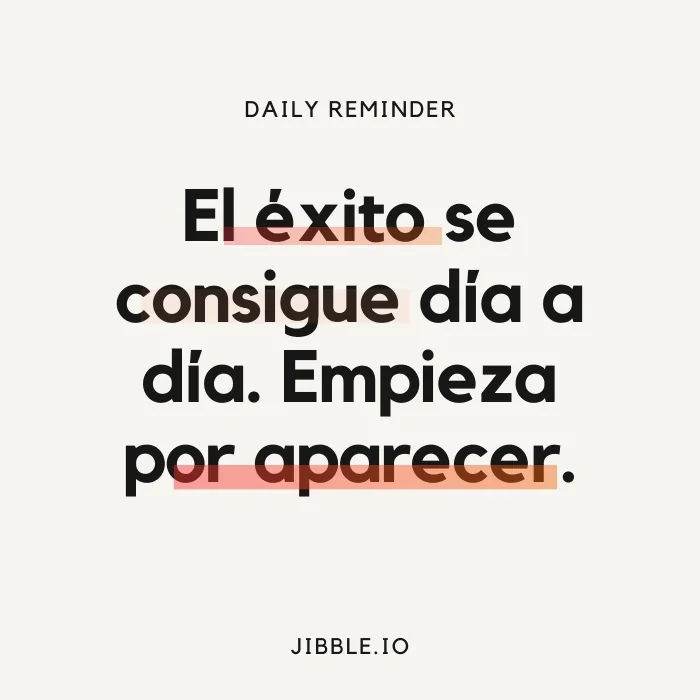 DAILY REMINDER
El éxito se
consigue día a
día. Empieza
por aparecer.
JIBBLE.IO